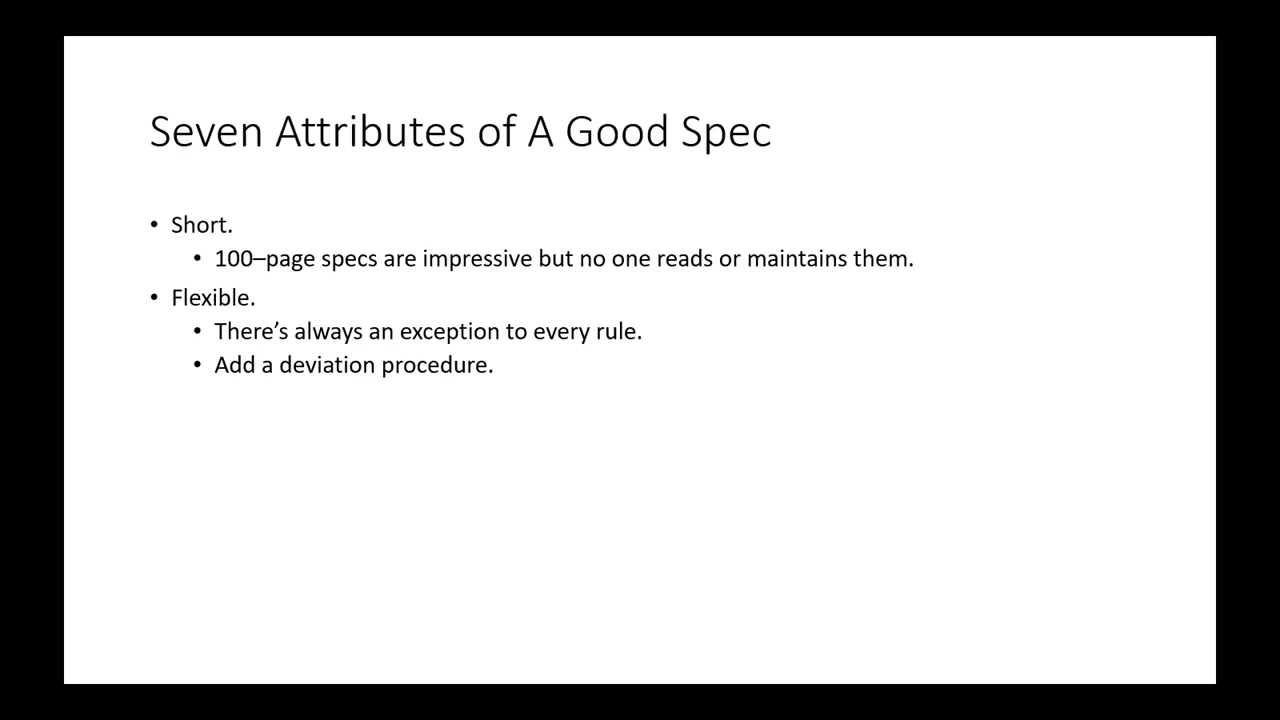 Seven Attributes of A Good Spec
• Short.
• 100–page specs are impressive but no one reads or maintains them.
• Flexible.
• There’s always an exception to every rule.
• Add a deviation procedure.